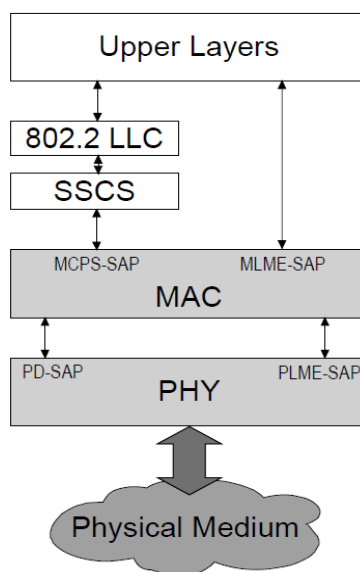 Upper Layers
802.2 LLC
SSCS
MCPS-SAP MLME-SAP
MAC
PD-SAP PLME-SAP
PHY
Physical Medium